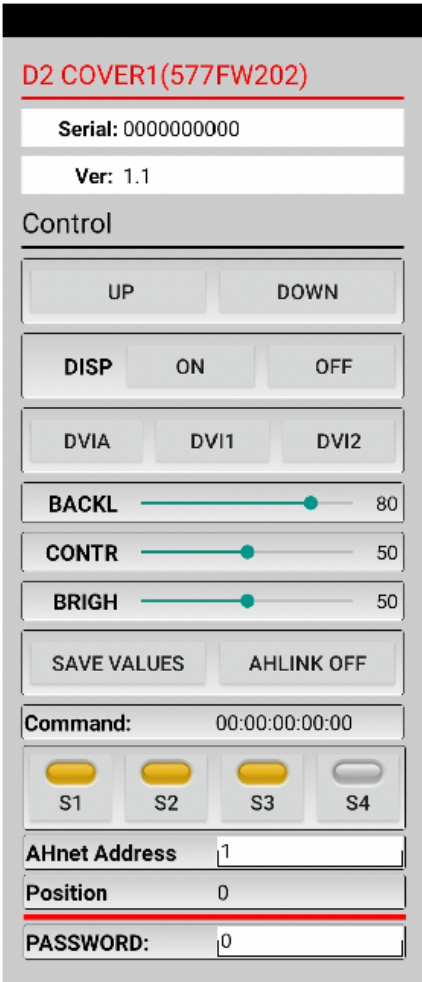 D2 COVER1(577FW202)
Serial: 0000000000
Ver: 1.1
Control
UP DOWN
DISP ON OFF
DVIA DVI1 DVI2
BACKL 80
CONTR 50
BRIGH 50
SAVE VALUES AHLINK OFF
Command: 00:00:00:00:00
S1 S2 S3 S4
AHnet Address 1
Position 0
PASSWORD: 0